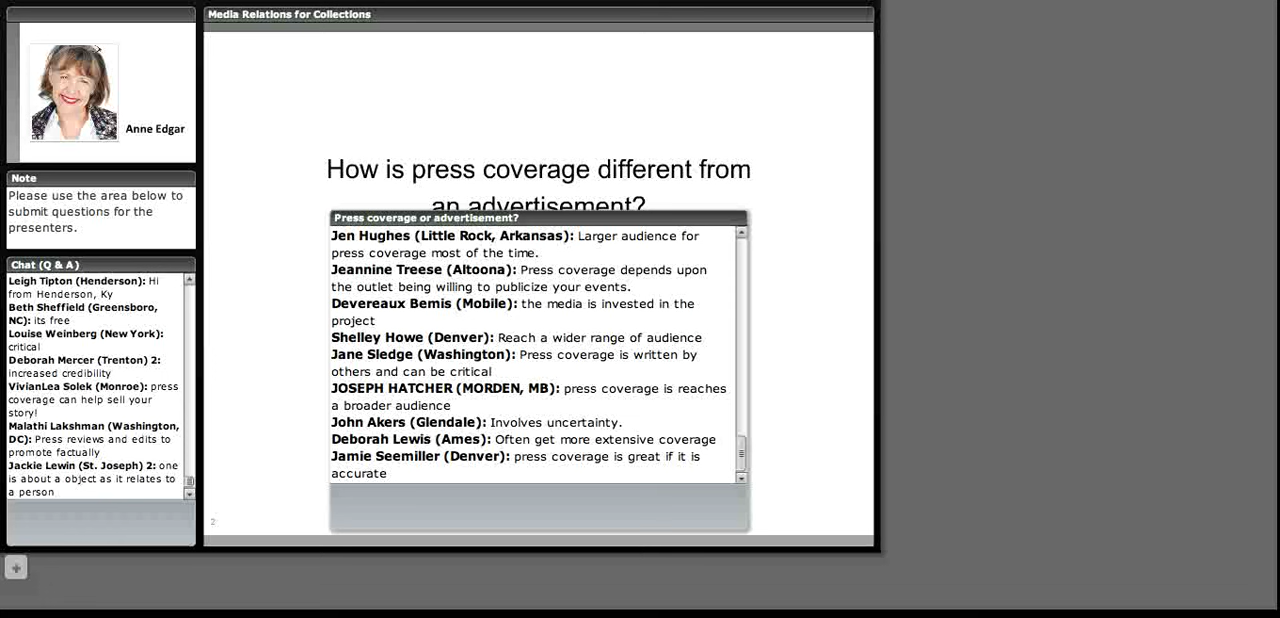 Media Relations for Collections
Anne Edgar
Note
Please use the area below to
submit questions for the
presenters.
Chat (Q & A)
Leigh Tipton (Henderson): Hi
from Henderson, Ky
Beth Sheffield (Greensboro,
NC): its free
Louise Weinberg (New York):
critical
Deborah Mercer (Trenton) 2:
increased credibility
VivianLea Solek (Monroe): press
coverage can help sell your
story!
Malathi Lakshman (Washington,
DC): Press reviews and edits to
promote factually
Jackie Lewin (St. Joseph) 2: one
is about a object as it relates to
a person
How is press coverage different from
an advertisement?
Press coverage or advertisement?
Jen Hughes (Little Rock, Arkansas): Larger audience for
press coverage most of the time.
Jeannine Treese (Altoona): Press coverage depends upon
the outlet being willing to publicize your events.
Devereaux Bemis (Mobile): the media is invested in the
project
Shelley Howe (Denver): Reach a wider range of audience
Jane Sledge (Washington): Press coverage is written by
others and can be critical
JOSEPH HATCHER (MORDEN, MB): press coverage is reaches
a broader audience
John Akers (Glendale): Involves uncertainty.
Deborah Lewis (Ames): Often get more extensive coverage
Jamie Seemiller (Denver): press coverage is great if it is
accurate
2